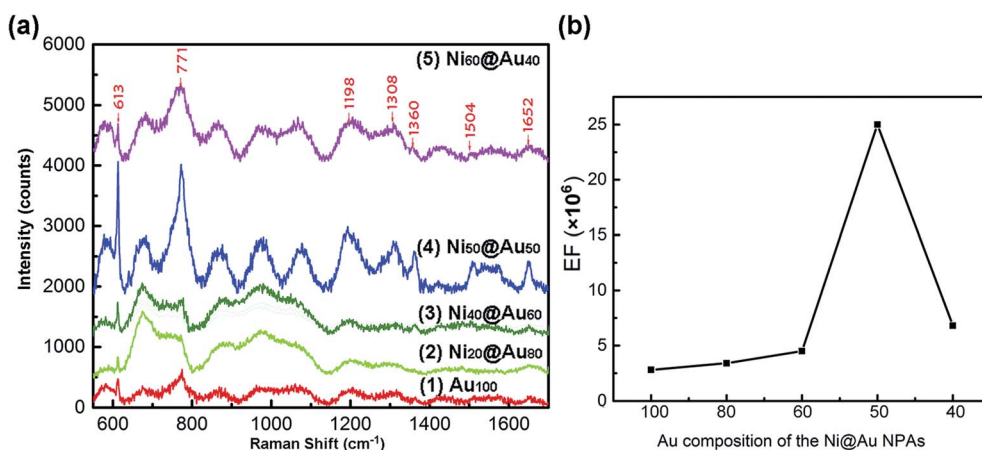 (a)
6000
5000
4000
3000
2000
1000
0
Intensity (counts)
613
771
1198
1308
1360
1504
1652
(5) Ni60@Au40
(4) Ni50@Au50
(3) Ni40@Au60
(2) Ni20@Au80
(1) Au100
600 800 1000 1200 1400 1600
Raman Shift (cm-1)
(b)
25
20
15
10
5
0
EF (×10⁶)
100 80 60 50 40
Au composition of the Ni@Au NPAs